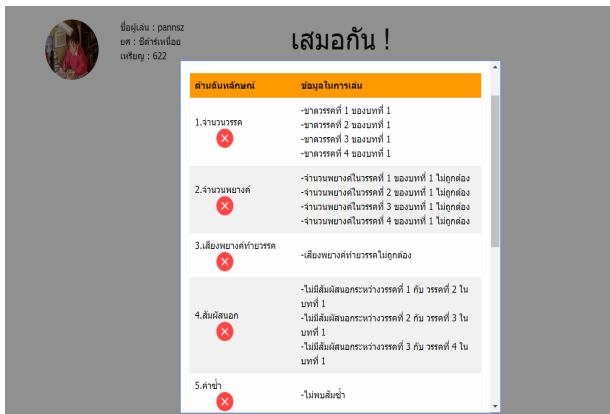 ชื่อผู้เล่น : pannsz
ยศ : ขีดำร์เหนื่อย
เหรียญ : 622
เสมอกัน !
ด้านฉันทลักษณ์ ข้อมูลในการเล่น
1.จำนวนวรรค
-ขาดวรรคที่ 1 ของบทที่ 1
-ขาดวรรคที่ 2 ของบทที่ 1
-ขาดวรรคที่ 3 ของบทที่ 1
-ขาดวรรคที่ 4 ของบทที่ 1
2.จำนวนพยางค์
-จำนวนพยางค์ในวรรคที่ 1 ของบทที่ 1 ไม่ถูกต้อง
-จำนวนพยางค์ในวรรคที่ 2 ของบทที่ 1 ไม่ถูกต้อง
-จำนวนพยางค์ในวรรคที่ 3 ของบทที่ 1 ไม่ถูกต้อง
-จำนวนพยางค์ในวรรคที่ 4 ของบทที่ 1 ไม่ถูกต้อง
3.เสียงพยางค์ท้ายวรรค
-เสียงพยางค์ท้ายวรรคไม่ถูกต้อง
4.สัมผัสนอก
-ไม่มีสัมผัสนอกระหว่างวรรคที่ 1 กับ วรรคที่ 2 ใน
บทที่ 1
-ไม่มีสัมผัสนอกระหว่างวรรคที่ 2 กับ วรรคที่ 3 ใน
บทที่ 1
-ไม่มีสัมผัสนอกระหว่างวรรคที่ 3 กับ วรรคที่ 4 ใน
บทที่ 1
5.คำซ้ำ
-ไม่พบสัมซ้ำ